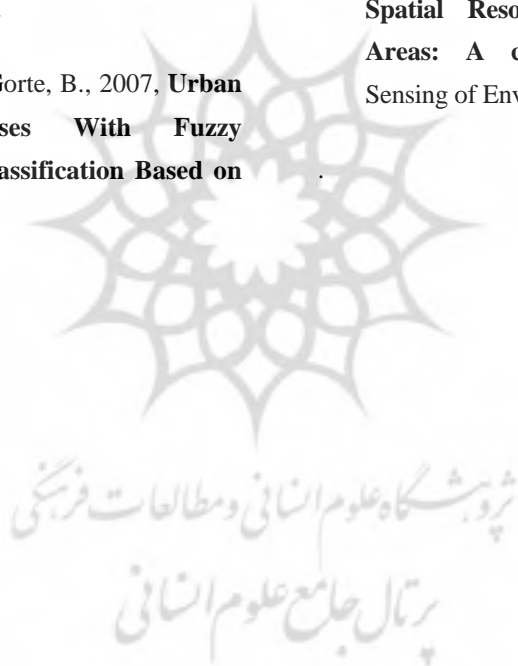 Gorte, B., 2007, Urban
ses With Fuzzy
assification Based on
Spatial Reso
Areas: A c
Sensing of Env
.
پژوهشگاه علوم انسانی و مطالعات فرهنگی
پرتال جامع علوم انسانی